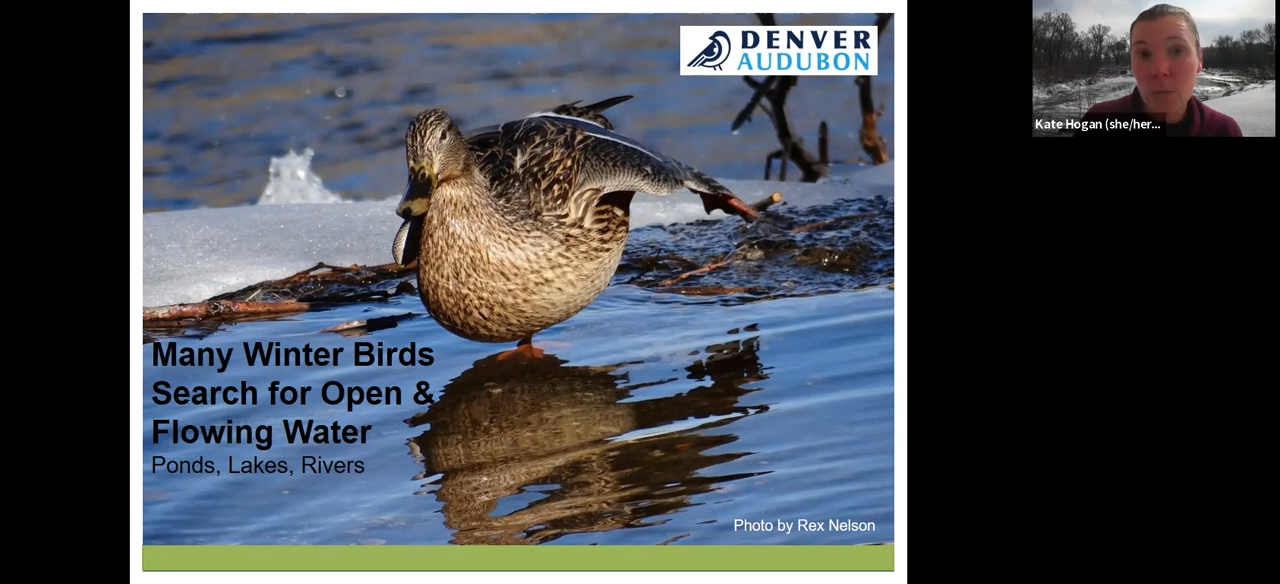 DENVER
AUDUBON
Kate Hogan (she/her...
Many Winter Birds
Search for Open &
Flowing Water
Ponds, Lakes, Rivers
Photo by Rex Nelson